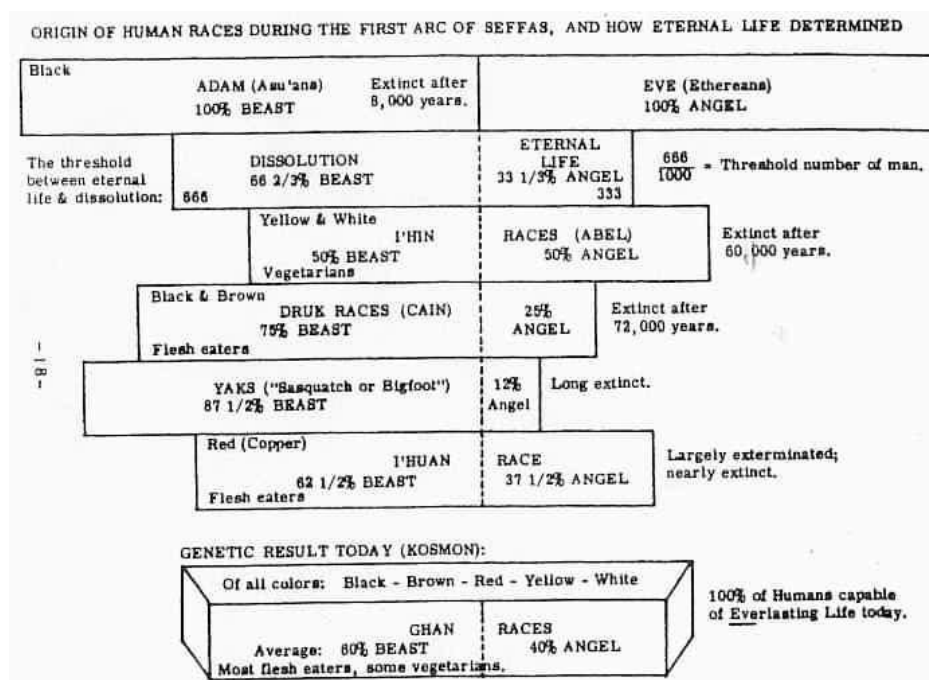 ORIGIN OF HUMAN RACES DURING THE FIRST ARC OF SEFFAS, AND HOW ETERNAL LIFE DETERMINED
Black
ADAM (Asu'ans)
100% BEAST
Extinct after
8,000 years.
EVE (Ethereans)
100% ANGEL
The threshold
between eternal
life & dissolution:
DISSOLUTION
66 2/3% BEAST
666
ETERNAL
LIFE
33 1/3% ANGEL
333
666
1000
= Threshold number of man.
Yellow & White
I'HIN
50% BEAST
Vegetarians
RACES (ABEL)
50% ANGEL
Extinct after
60,000 years.
Black & Brown
DRUK RACES (CAIN)
75% BEAST
Flesh eaters
25%
ANGEL
Extinct after
72,000 years.
- 18 -
YAKS ("Sasquatch or Bigfoot")
87 1/2% BEAST
12%
Angel
Long extinct.
Red (Copper)
I'HUAN
62 1/2% BEAST
Flesh eaters
RACE
37 1/2% ANGEL
Largely exterminated;
nearly extinct.
GENETIC RESULT TODAY (KOSMON):
Of all colors: Black - Brown - Red - Yellow - White
GHAN
Average: 60% BEAST
RACES
40% ANGEL
Most flesh eaters, some vegetarians.
100% of Humans capable
of Everlasting Life today.